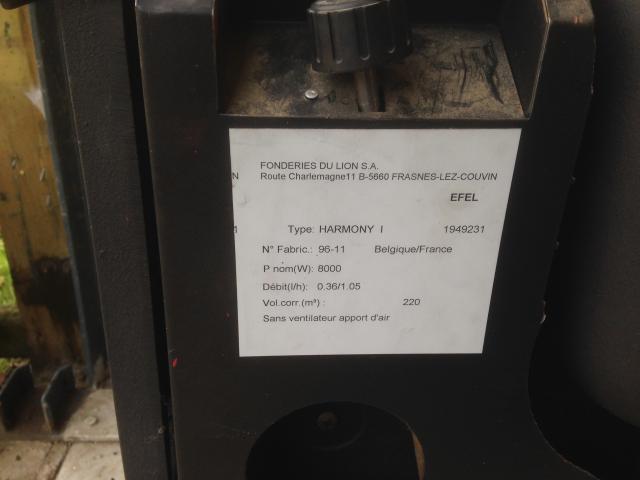 FONDERIES DU LION S.A.
N Route Charlemagne11 B-5660 FRASNES-LEZ-COUVIN
EFEL
1 Type: HARMONY I 1949231
N° Fabric.: 96-11 Belgique/France
P nom(W): 8000
Débit(l/h): 0.36/1.05
Vol.corr.(m³) : 220
Sans ventilateur apport d'air